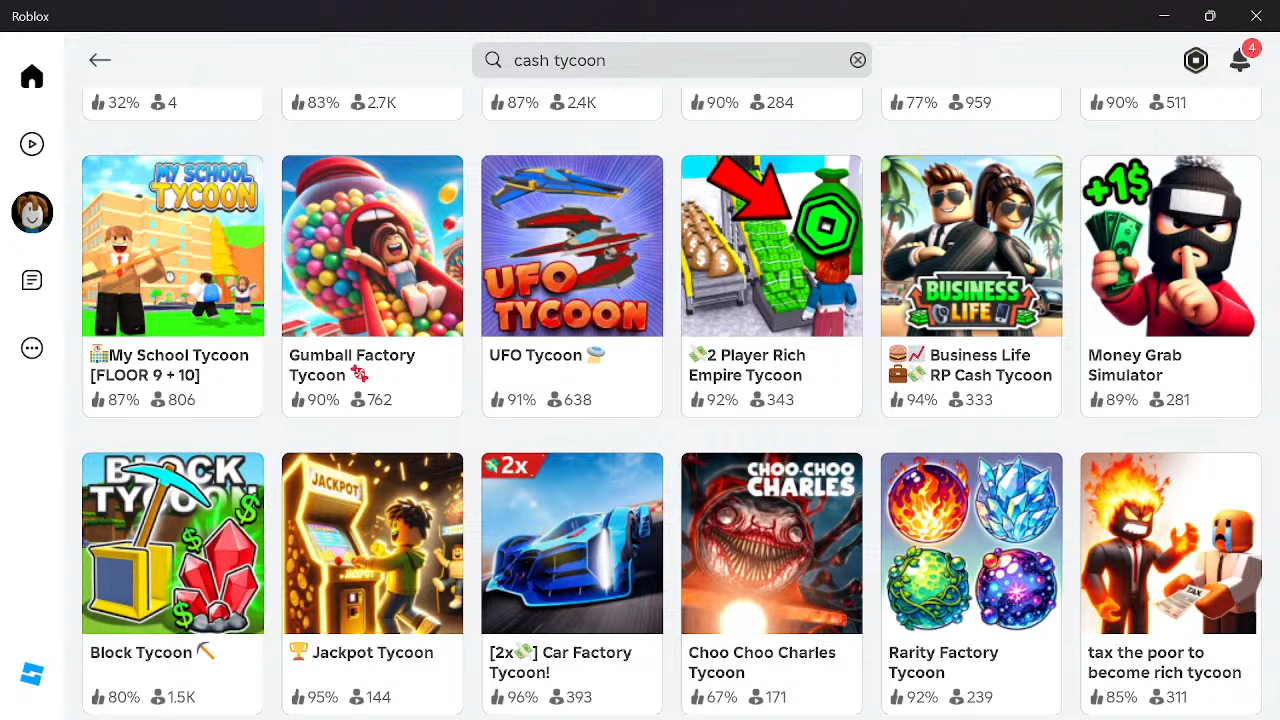 Roblox
cash tycoon
4
32% 4
83% 2.7K
87% 2.4K
90% 284
77% 959
90% 511
MY SCHOOL
TYCOON
UFO
TYCOON
BUSINESS
LIFE
+1$
🏫My School Tycoon
[FLOOR 9 + 10]
87% 806
Gumball Factory
Tycoon 🍬
90% 762
UFO Tycoon 🛸
91% 638
💸2 Player Rich
Empire Tycoon
92% 343
🍔📈 Business Life
💼💸 RP Cash Tycoon
94% 333
Money Grab
Simulator
89% 281
BLOCK
TYCOON
JACKPOT
JACKPOT
2x
CHOO-CHOO
CHARLES
TAX
Block Tycoon ⛏️
80% 1.5K
🏆 Jackpot Tycoon
95% 144
[2x💸] Car Factory
Tycoon!
96% 393
Choo Choo Charles
Tycoon
67% 171
Rarity Factory
Tycoon
92% 239
tax the poor to
become rich tycoon
85% 311